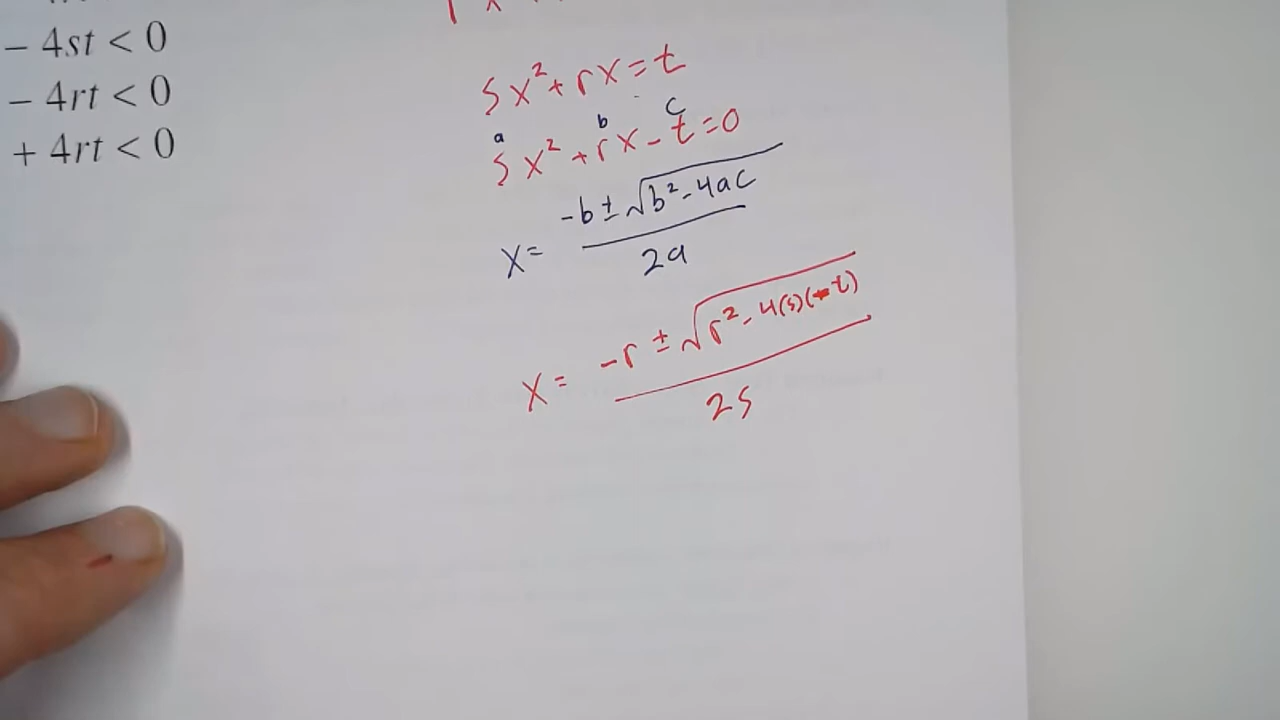 − 4st < 0
− 4rt < 0
+ 4rt < 0
sx² + rx = t
a b c
sx² + rx − t = 0
x = (−b ± √(b² − 4ac)) / 2a
x = (−r ± √(r² − 4(s)(−t))) / 2s